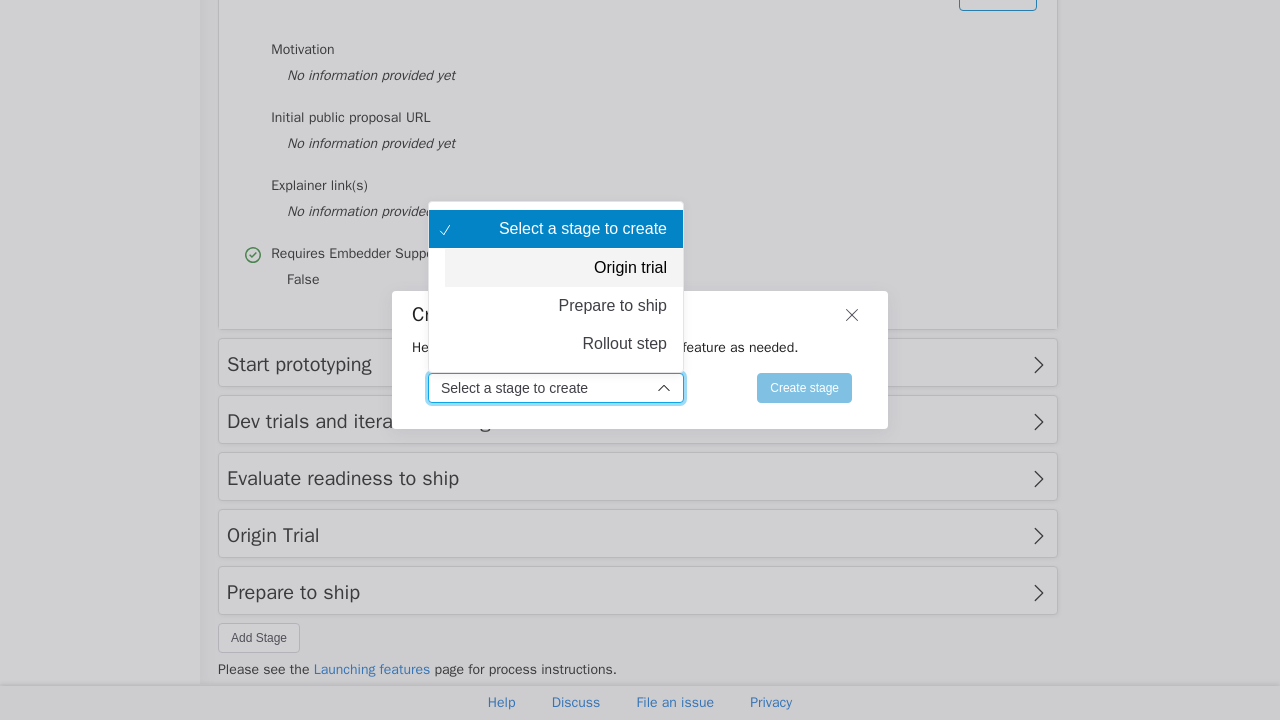 Motivation
No information provided yet
Initial public proposal URL
No information provided yet
Explainer link(s)
No information provided
Requires Embedder Suppo
False
Select a stage to create
Origin trial
Prepare to ship
Rollout step
Cr
He
feature as needed.
Select a stage to create
Create stage
Start prototyping
Dev trials and itera
Evaluate readiness to ship
Origin Trial
Prepare to ship
Add Stage
Please see the Launching features page for process instructions.
Help Discuss File an issue Privacy